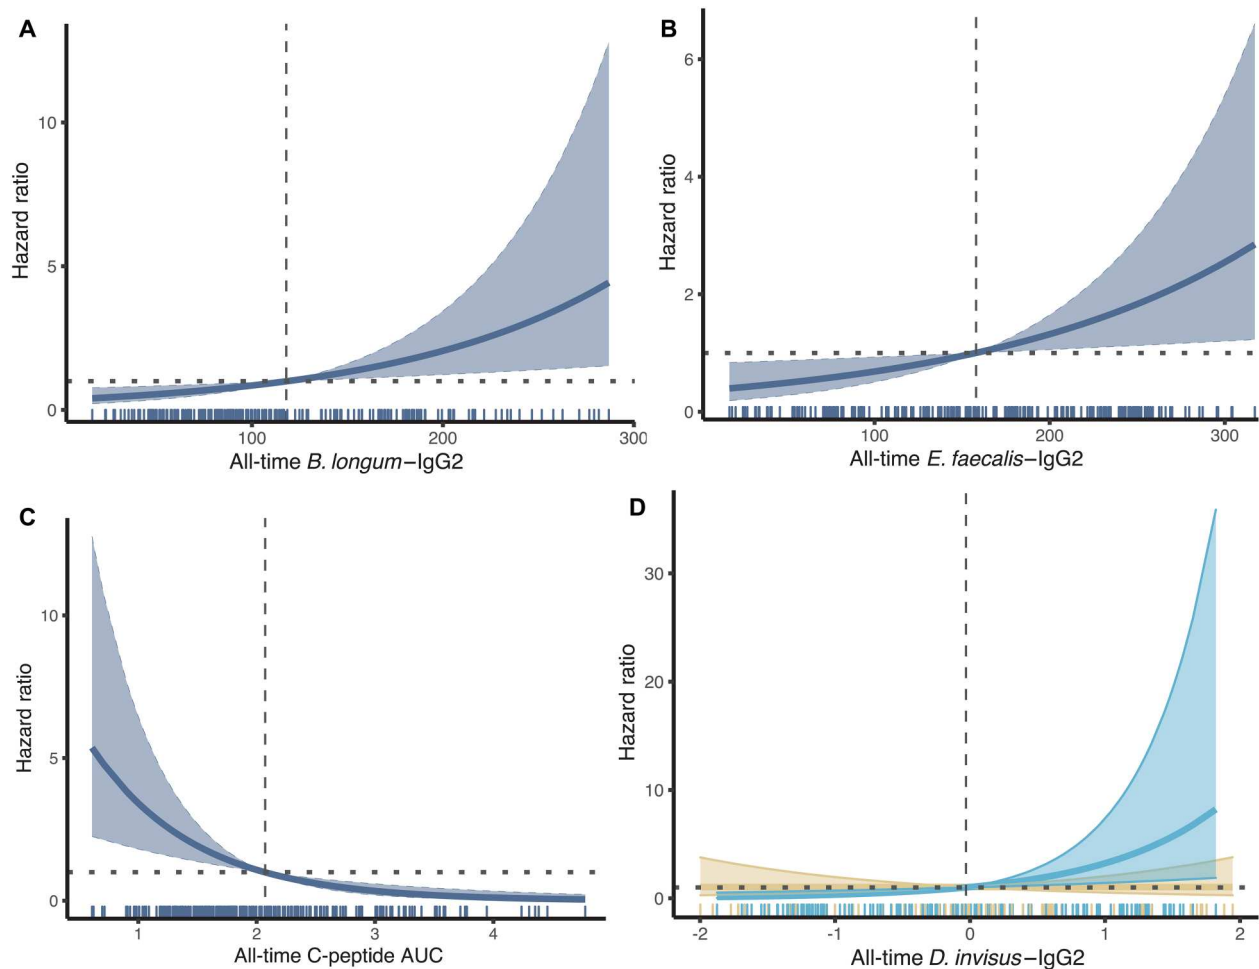 A
Hazard ratio
10
5
0
100
200
300
All-time B. longum–IgG2
B
Hazard ratio
6
4
2
0
100
200
300
All-time E. faecalis–IgG2
C
Hazard ratio
10
5
0
1
2
3
4
All-time C-peptide AUC
D
Hazard ratio
30
20
10
0
-2
-1
0
1
2
All-time D. invisus–IgG2